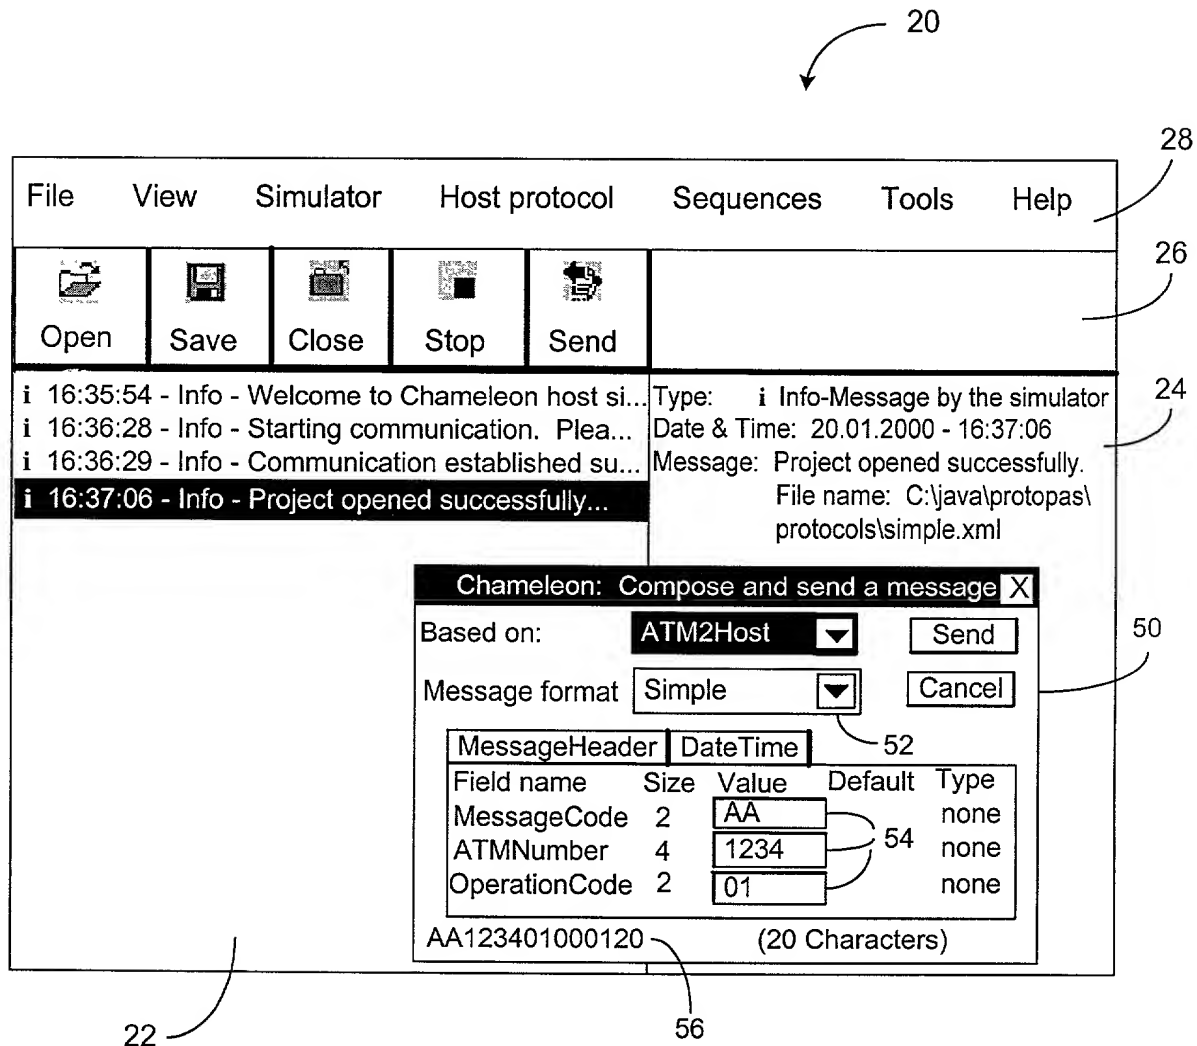 20
28
File View Simulator Host protocol Sequences Tools Help
26
Open Save Close Stop Send
i 16:35:54 - Info - Welcome to Chameleon host si...
i 16:36:28 - Info - Starting communication. Plea...
i 16:36:29 - Info - Communication established su...
i 16:37:06 - Info - Project opened successfully...
Type: i Info-Message by the simulator
24
Date & Time: 20.01.2000 - 16:37:06
Message: Project opened successfully.
File name: C:\java\protopas\
protocols\simple.xml
Chameleon: Compose and send a message X
Based on: ATM2Host Send
50
Message format Simple Cancel
52
MessageHeader DateTime
Field name Size Value Default Type
MessageCode 2 AA none
ATMNumber 4 1234 none
54
OperationCode 2 01 none
AA123401000120 (20 Characters)
22
56